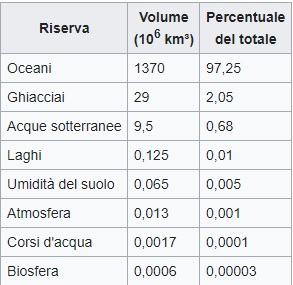 Riserva Volume (10⁶ km³) Percentuale del totale
Oceani 1370 97,25
Ghiacciai 29 2,05
Acque sotterranee 9,5 0,68
Laghi 0,125 0,01
Umidità del suolo 0,065 0,005
Atmosfera 0,013 0,001
Corsi d'acqua 0,0017 0,0001
Biosfera 0,0006 0,00003